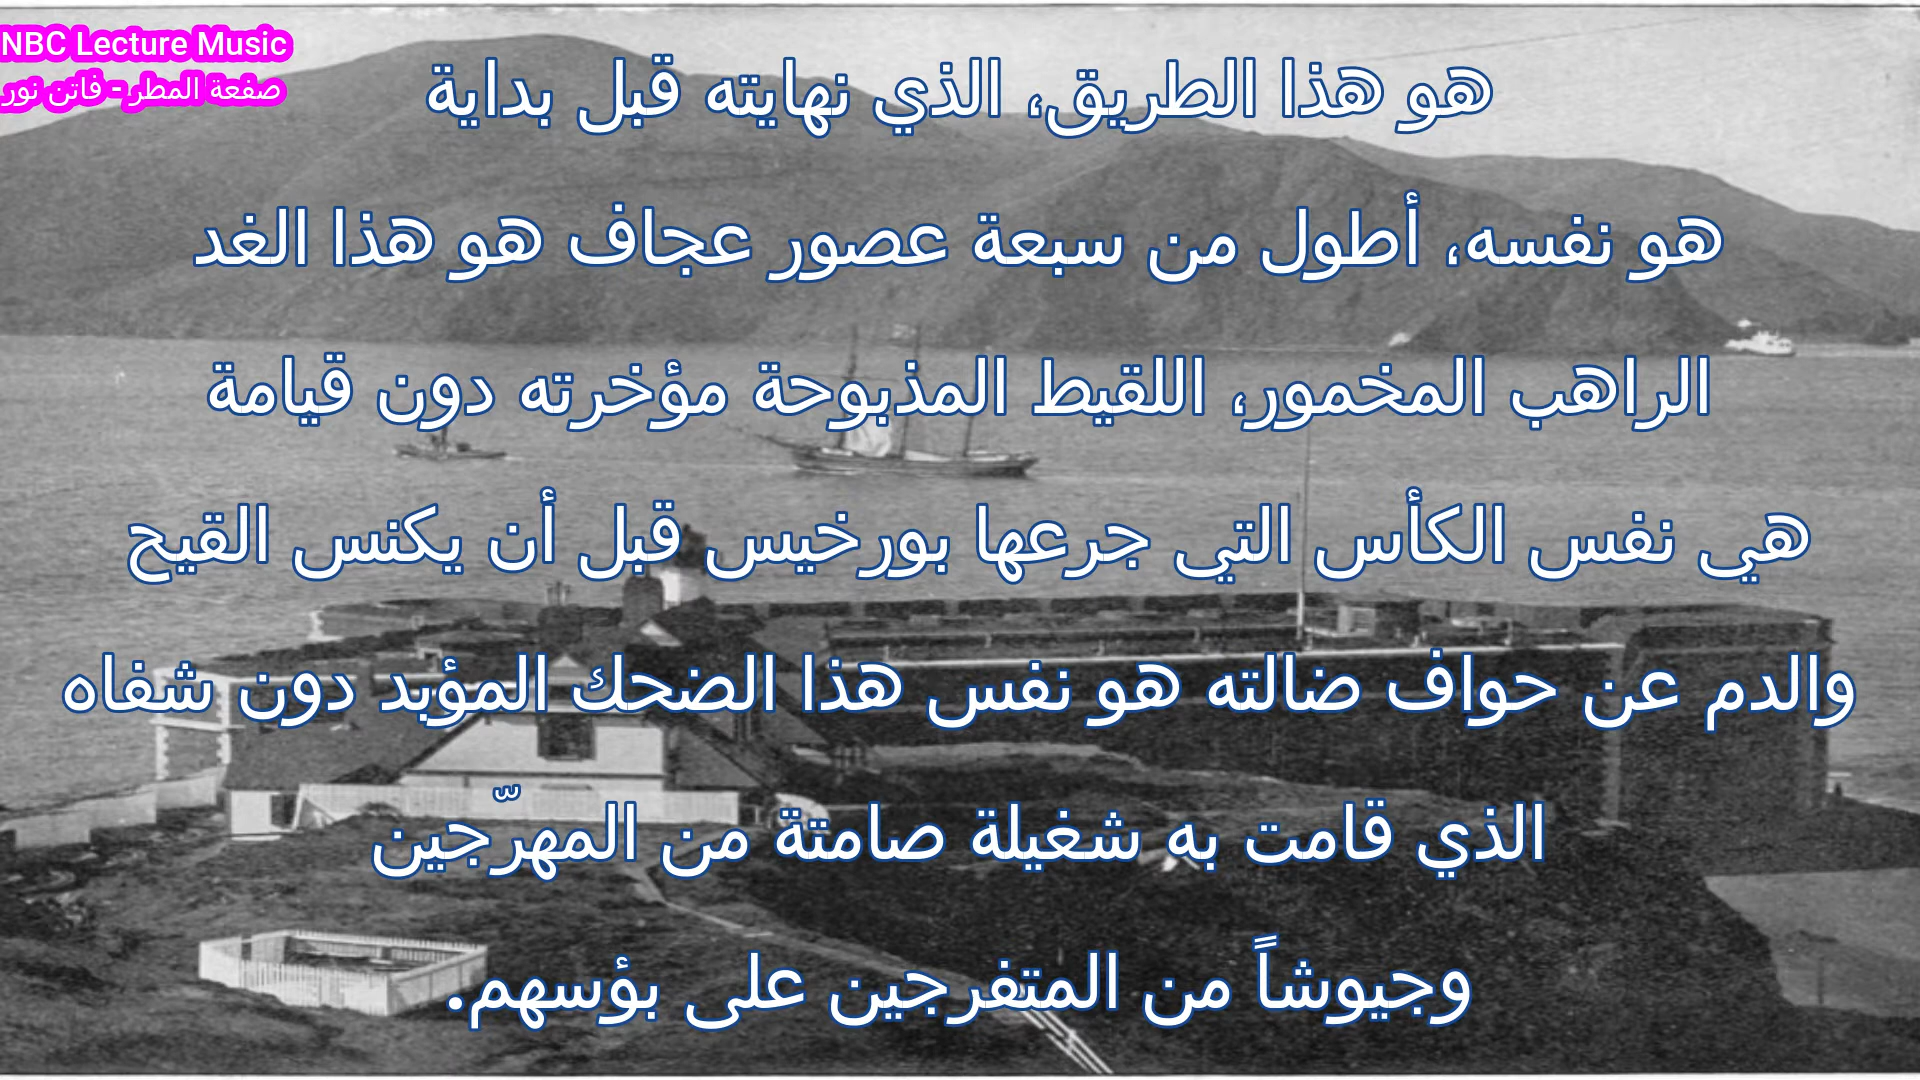 NBC Lecture Music
صفعة المطر - فاتن نور
هو هذا الطريق، الذي نهايته قبل بداية
هو نفسه، أطول من سبعة عصور عجاف هو هذا الغد
الراهب المخمور، اللقيط المذبوحة مؤخرته دون قيامة
هي نفس الكأس التي جرعها بورخيس قبل أن يكنس القيح
والدم عن حواف ضالته هو نفس هذا الضحك المؤبد دون شفاه
الذي قامت به شغيلة صامتة من المهرّجين
وجيوشاً من المتفرجين على بؤسهم.